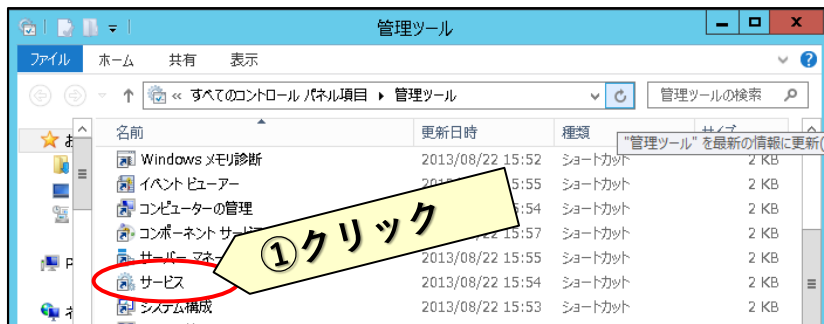 管理ツール
ファイル ホーム 共有 表示
« すべてのコントロール パネル項目 ▸ 管理ツール 管理ツールの検索
名前 更新日時 種類
"管理ツール" を最新の情報に更新(
Windows メモリ診断 2013/08/22 15:52 ショートカット 2 KB
イベント ビューアー 15:55 ショートカット 2 KB
コンピューターの管理 :54 ショートカット 2 KB
コンポーネント 15:57 ショートカット 2 KB
サーバー マネー 2013/08/22 15:55 ショートカット 2 KB
サービス 2013/08/22 15:54 ショートカット 2 KB
システム構成 2013/08/22 15:53 ショートカット 2 KB
①クリック